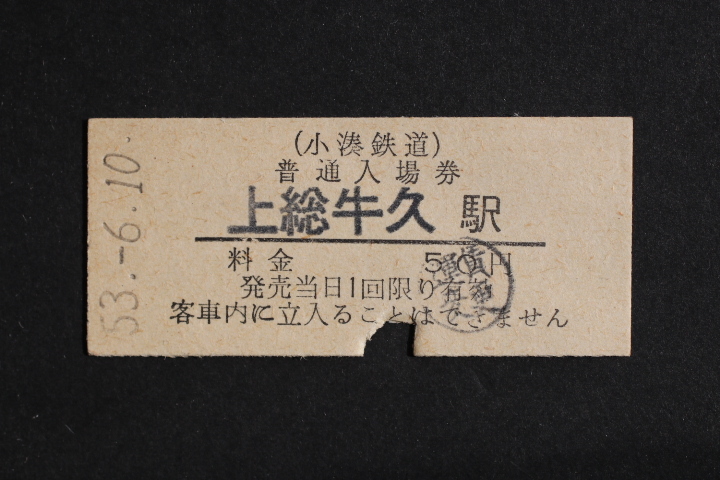 (小湊鉄道)
普通入場券
上総牛久駅
料金 50円
発売当日1回限り有効
客車内に立入ることはできません
53.-6.10.